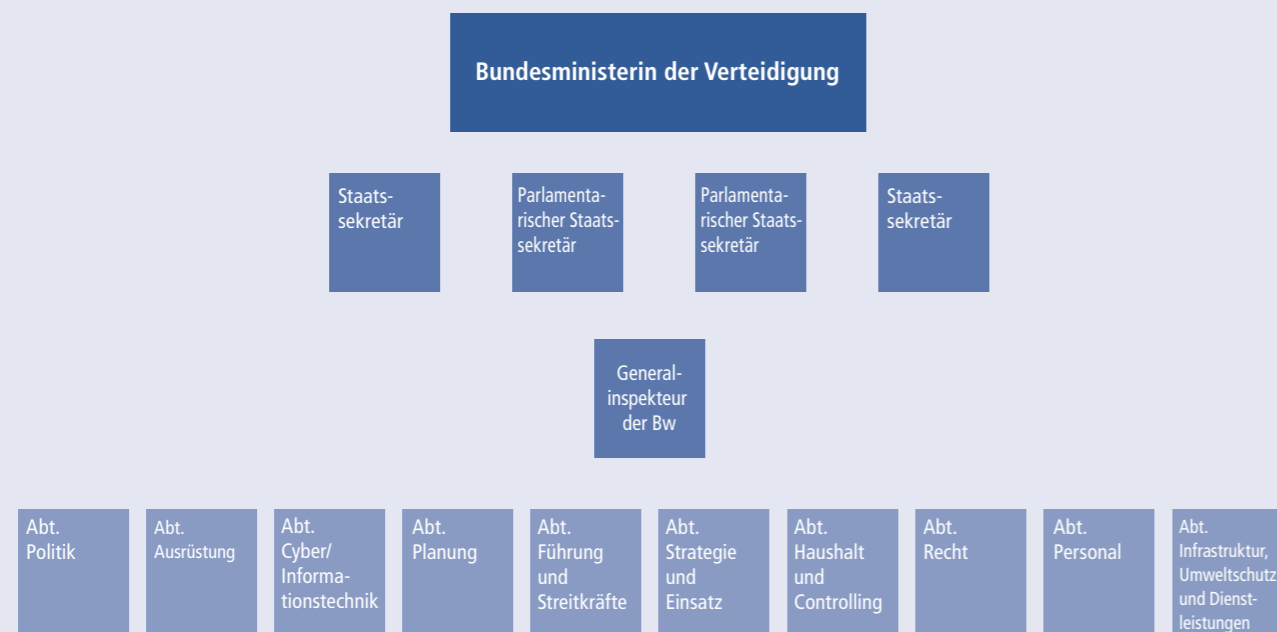 Bundesministerin der Verteidigung
Staats-
sekretär
Parlamenta-
rischer Staats-
sekretär
Parlamenta-
rischer Staats-
sekretär
Staats-
sekretär
General-
inspekteur
der Bw
Abt.
Politik
Abt.
Ausrüstung
Abt.
Cyber/
Informa-
tionstechnik
Abt.
Planung
Abt.
Führung
und
Streitkräfte
Abt.
Strategie
und
Einsatz
Abt.
Haushalt
und
Controlling
Abt.
Recht
Abt.
Personal
Abt.
Infrastruktur,
Umweltschutz
und Dienst-
leistungen